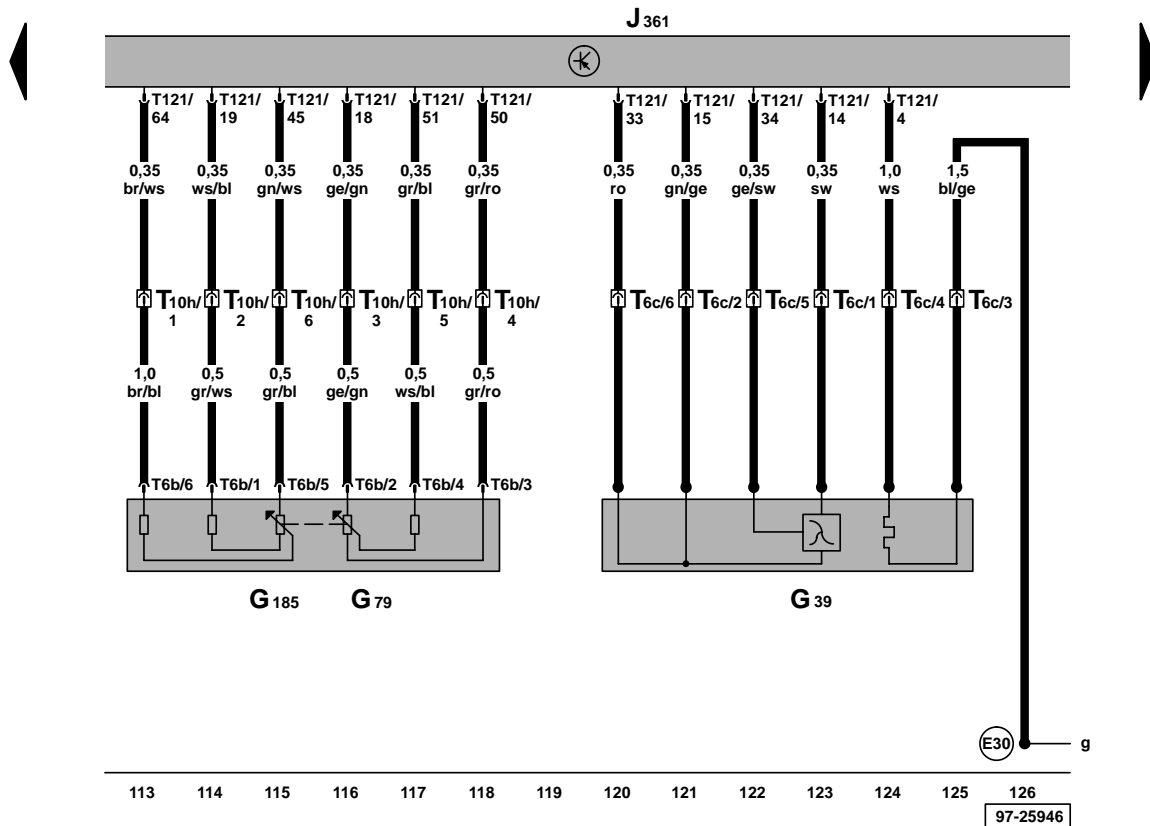 J 361
T121/ T121/ T121/ T121/ T121/ T121/ T121/ T121/ T121/ T121/ T121/
64 19 45 18 51 50 33 15 34 14 4
0,35 0,35 0,35 0,35 0,35 0,35 0,35 0,35 0,35 0,35 1,0 1,5
br/ws ws/bl gn/ws ge/gn gr/bl gr/ro ro gn/ge ge/sw sw ws bl/ge
T10h/ T10h/ T10h/ T10h/ T10h/ T10h/ T6c/6 T6c/2 T6c/5 T6c/1 T6c/4 T6c/3
1 2 6 3 5 4
1,0 0,5 0,5 0,5 0,5 0,5
br/bl gr/ws gr/bl ge/gn ws/bl gr/ro
T6b/6 T6b/1 T6b/5 T6b/2 T6b/4 T6b/3
G 185 G 79 G 39
E30 g
113 114 115 116 117 118 119 120 121 122 123 124 125 126
97-25946